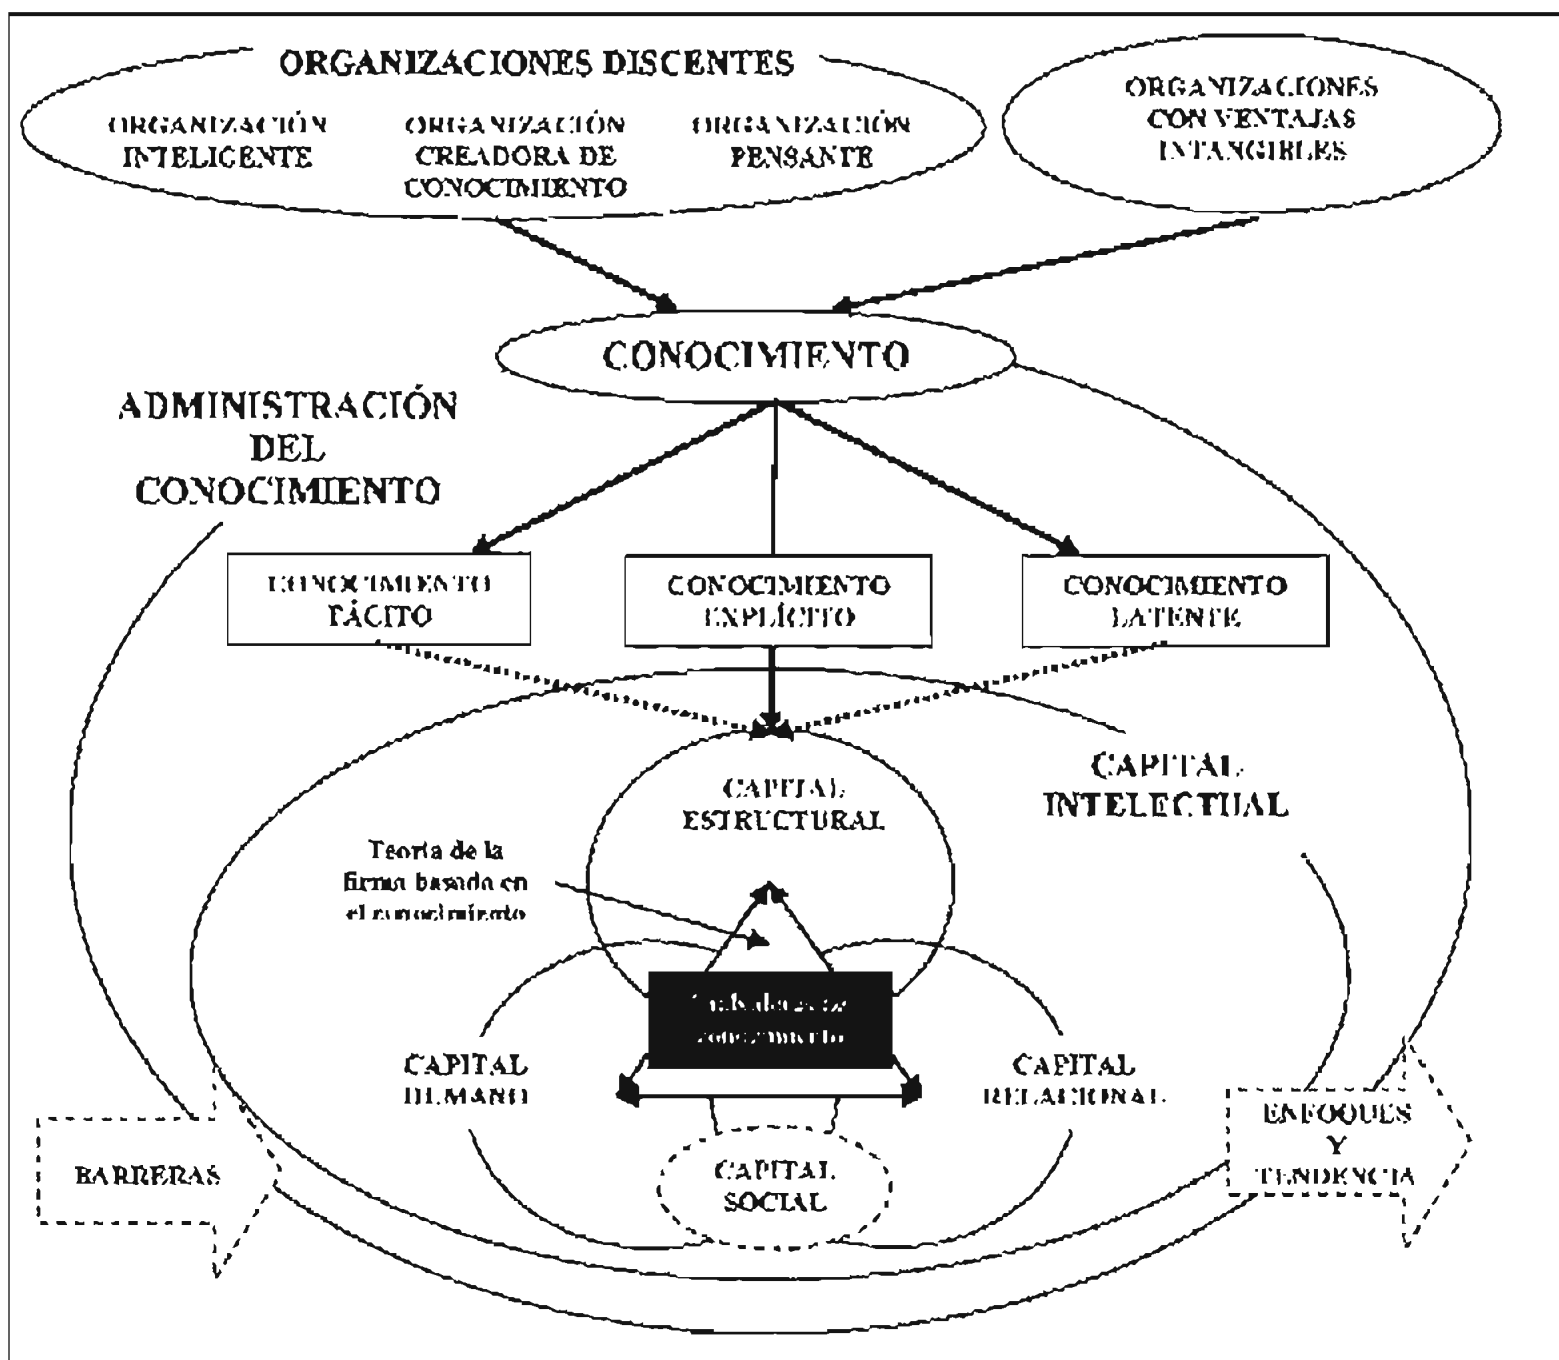 ORGANIZACIONES DISCENTES
ORGANIZACIÓN
INTELIGENTE
ORGANIZACIÓN
CREADORA DE
CONOCIMIENTO
ORGANIZACIÓN
PENSANTE
ORGANIZACIONES
CON VENTAJAS
INTANGIBLES
CONOCIMIENTO
ADMINISTRACIÓN
DEL
CONOCIMIENTO
CONOCIMIENTO
TÁCITO
CONOCIMIENTO
EXPLÍCITO
CONOCIMIENTO
LATENTE
CAPITAL
ESTRUCTURAL
CAPITAL
INTELECTUAL
Teoría de la
firma basada en
el conocimiento
conocimiento
CAPITAL
HUMANO
CAPITAL
RELACIONAL
CAPITAL
SOCIAL
BARRERAS
ENFOQUES
Y
TENDENCIA